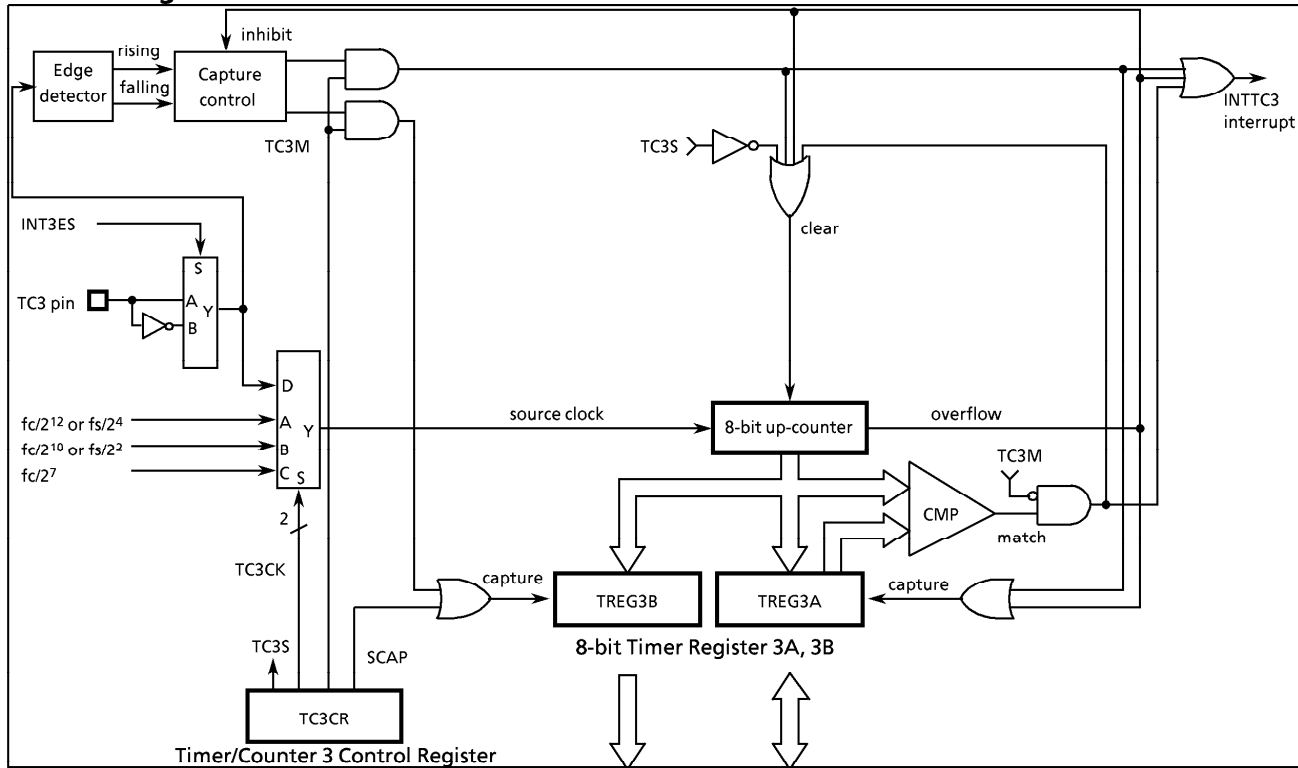 inhibit
rising
Edge
detector
falling
Capture
control
TC3M
TC3S
INTTC3
interrupt
clear
INT3ES
S
TC3 pin
A
Y
B
D
fc/2¹² or fs/2⁴
A
Y
fc/2¹⁰ or fs/2²
B
fc/2⁷
C
S
source clock
8-bit up-counter
overflow
TC3M
CMP
match
2
TC3CK
capture
TREG3B
TREG3A
capture
8-bit Timer Register 3A, 3B
TC3S
SCAP
TC3CR
Timer/Counter 3 Control Register